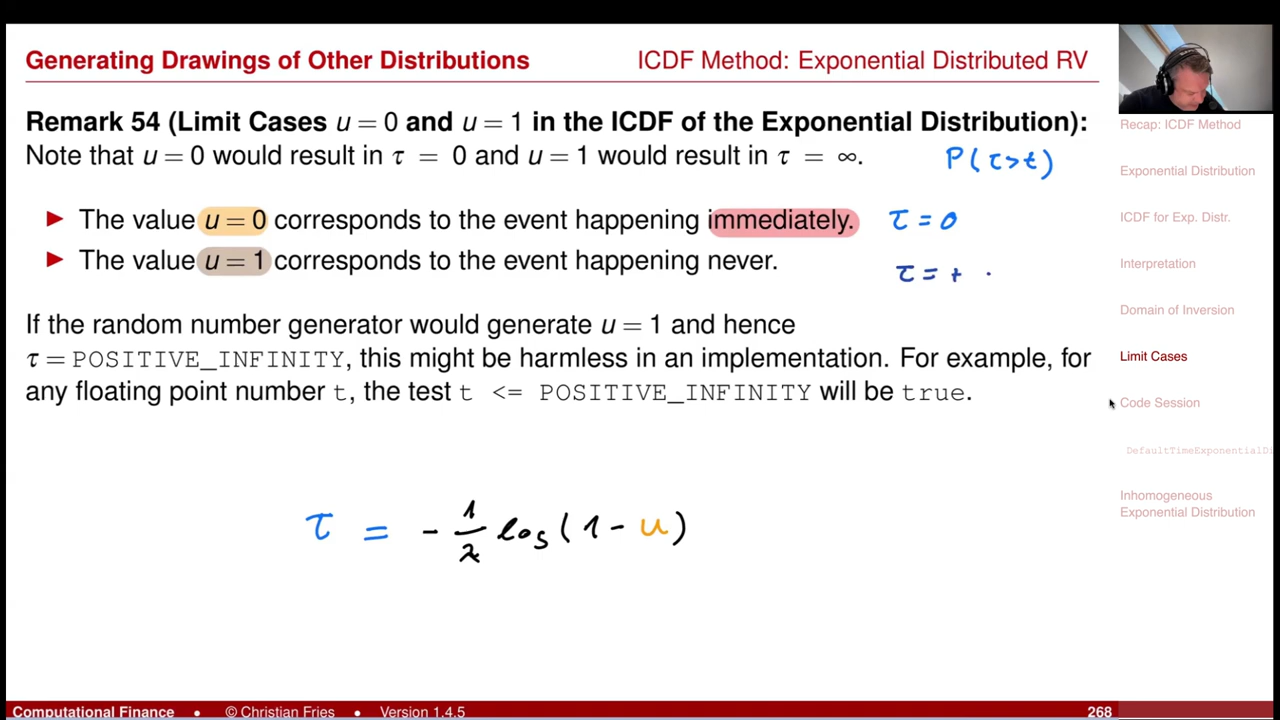 Generating Drawings of Other Distributions
ICDF Method: Exponential Distributed RV
Remark 54 (Limit Cases u = 0 and u = 1 in the ICDF of the Exponential Distribution):
Note that u = 0 would result in τ = 0 and u = 1 would result in τ = ∞.
P(τ>t)
► The value u = 0 corresponds to the event happening immediately.
τ = 0
► The value u = 1 corresponds to the event happening never.
τ = +
If the random number generator would generate u = 1 and hence
τ = POSITIVE_INFINITY, this might be harmless in an implementation. For example, for
any floating point number t, the test t <= POSITIVE_INFINITY will be true.
τ = - 1/λ log(1 - u)
Recap: ICDF Method
Exponential Distribution
ICDF for Exp. Distr.
Interpretation
Domain of Inversion
Limit Cases
Code Session
DefaultTimeExponentialDi
Inhomogeneous
Exponential Distribution
Computational Finance • © Christian Fries • Version 1.4.5
268